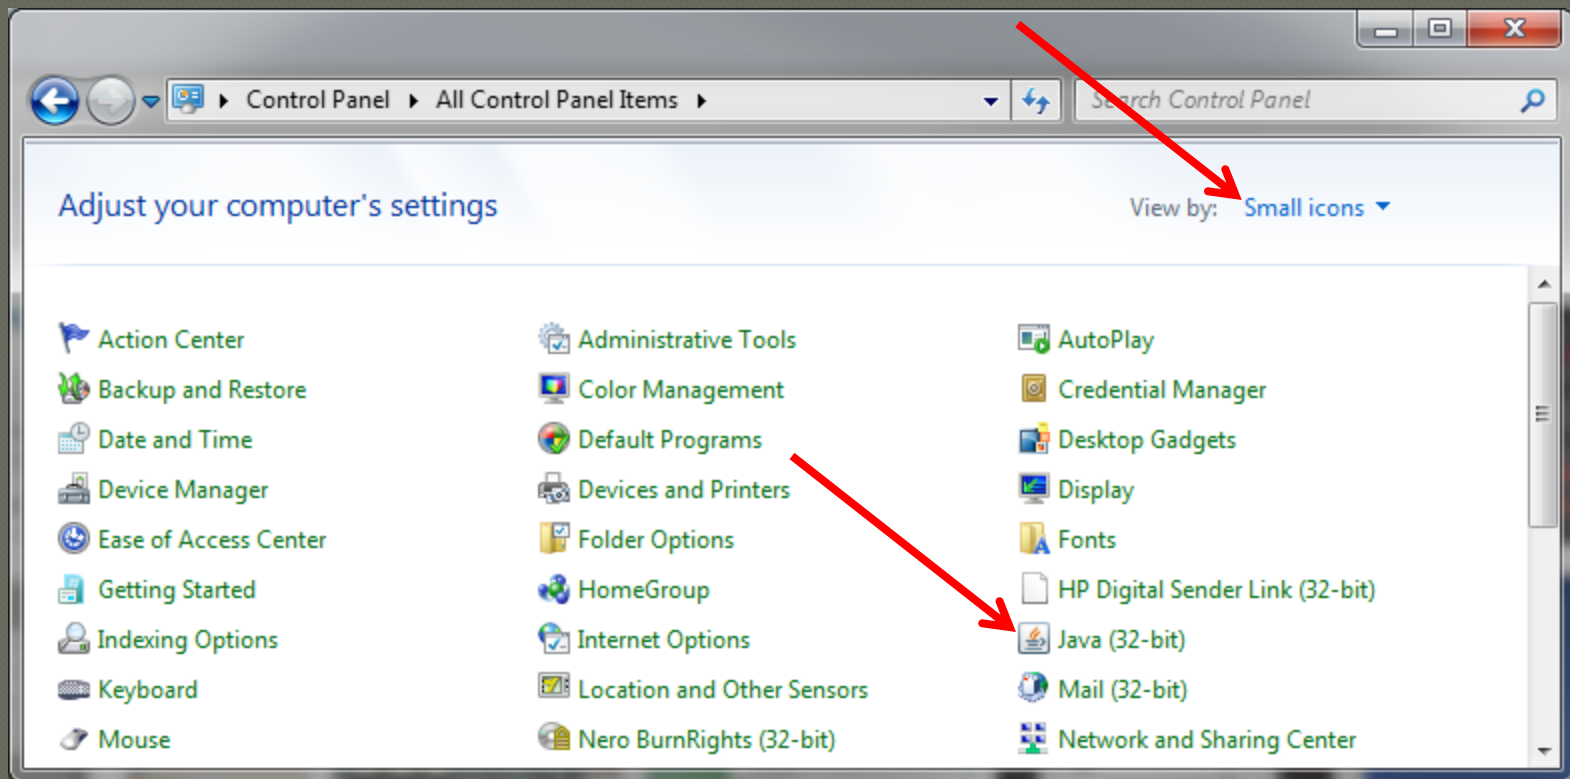 Control Panel All Control Panel Items Search Control Panel
Adjust your computer's settings View by: Small icons
Action Center Administrative Tools AutoPlay
Backup and Restore Color Management Credential Manager
Date and Time Default Programs Desktop Gadgets
Device Manager Devices and Printers Display
Ease of Access Center Folder Options Fonts
Getting Started HomeGroup HP Digital Sender Link (32-bit)
Indexing Options Internet Options Java (32-bit)
Keyboard Location and Other Sensors Mail (32-bit)
Mouse Nero BurnRights (32-bit) Network and Sharing Center